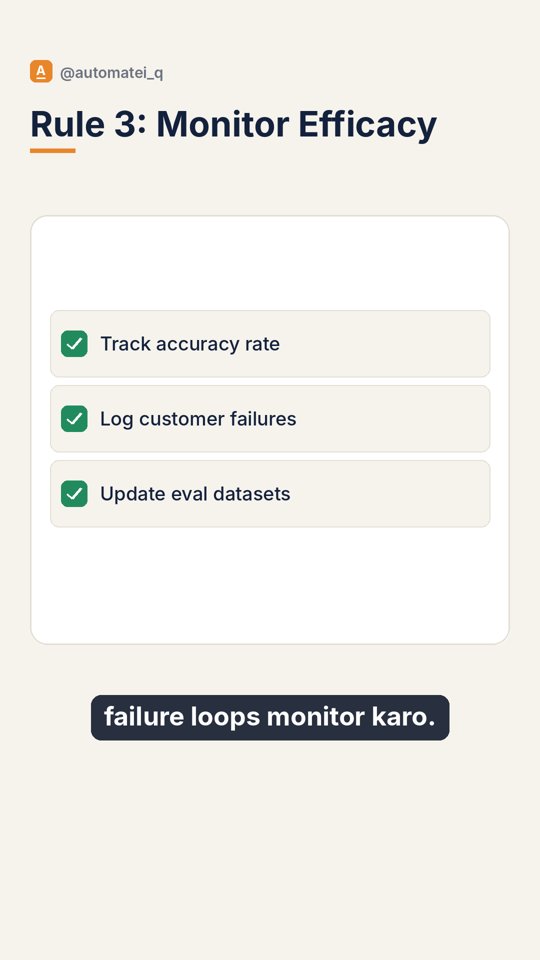 A @automatei_q
Rule 3: Monitor Efficacy
Track accuracy rate
Log customer failures
Update eval datasets
failure loops monitor karo.